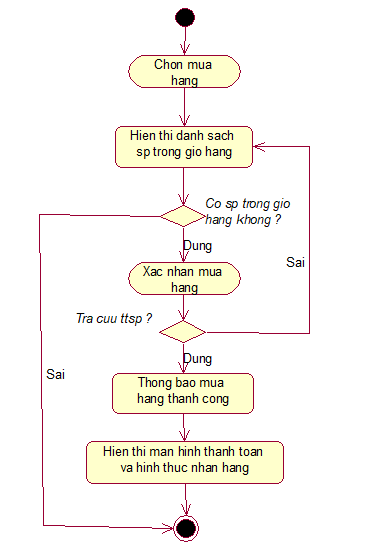 Chon mua
hang
Hien thi danh sach
sp trong gio hang
Co sp trong gio
hang khong ?
Dung
Xac nhan mua
hang
Sai
Tra cuu ttsp ?
Dung
Sai
Thong bao mua
hang thanh cong
Hien thi man hinh thanh toan
va hinh thuc nhan hang